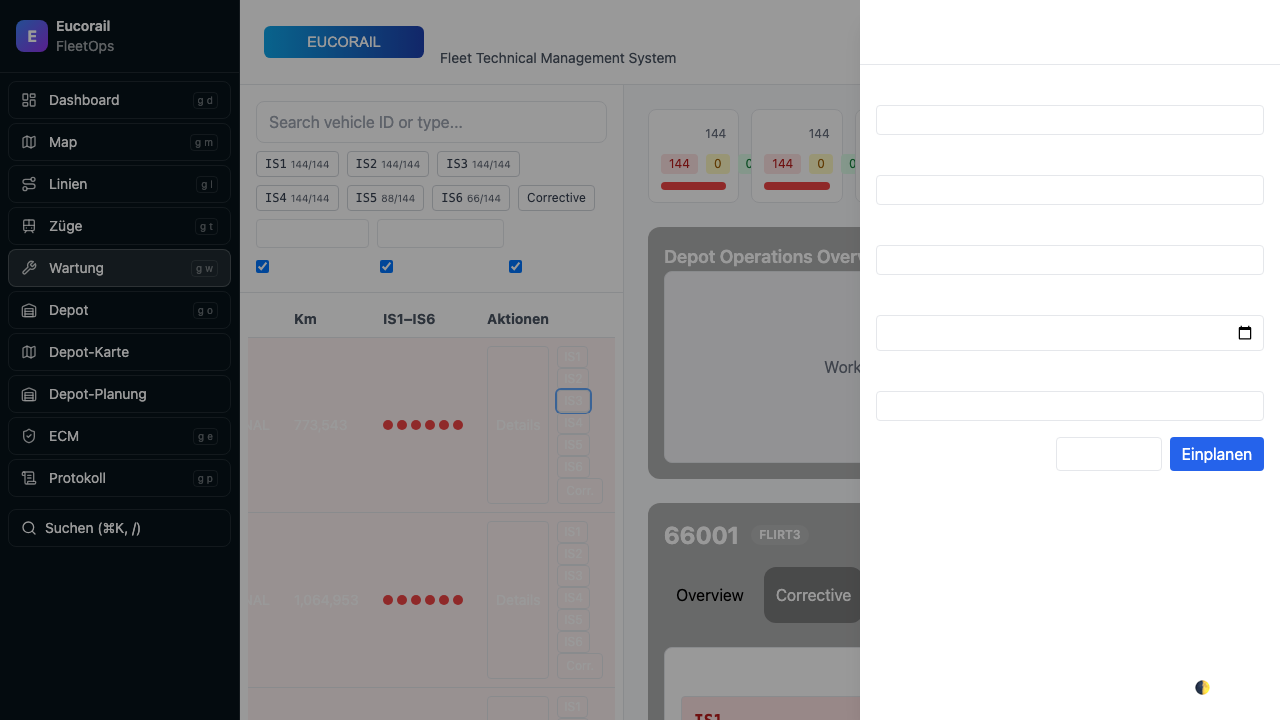 E
Eucorail
FleetOps
Dashboard g d
Map g m
Linien g l
Züge g t
Wartung g w
Depot g o
Depot-Karte
Depot-Planung
ECM g e
Protokoll g p
Suchen (⌘K, /)
EUCORAIL
Fleet Technical Management System
Search vehicle ID or type...
IS1 144/144
IS2 144/144
IS3 144/144
IS4 144/144
IS5 88/144
IS6 66/144
Corrective
Km
IS1–IS6
Aktionen
773,643
Details
IS1
IS2
IS3
IS4
IS5
IS6
Corr
1,064,953
Details
IS1
IS2
IS3
IS4
IS5
IS6
Corr
IS1
144
144
0
0
144
144
0
0
Depot Operations Over
Work
66001
FLIRT3
Overview
Corrective
IS1
Einplanen